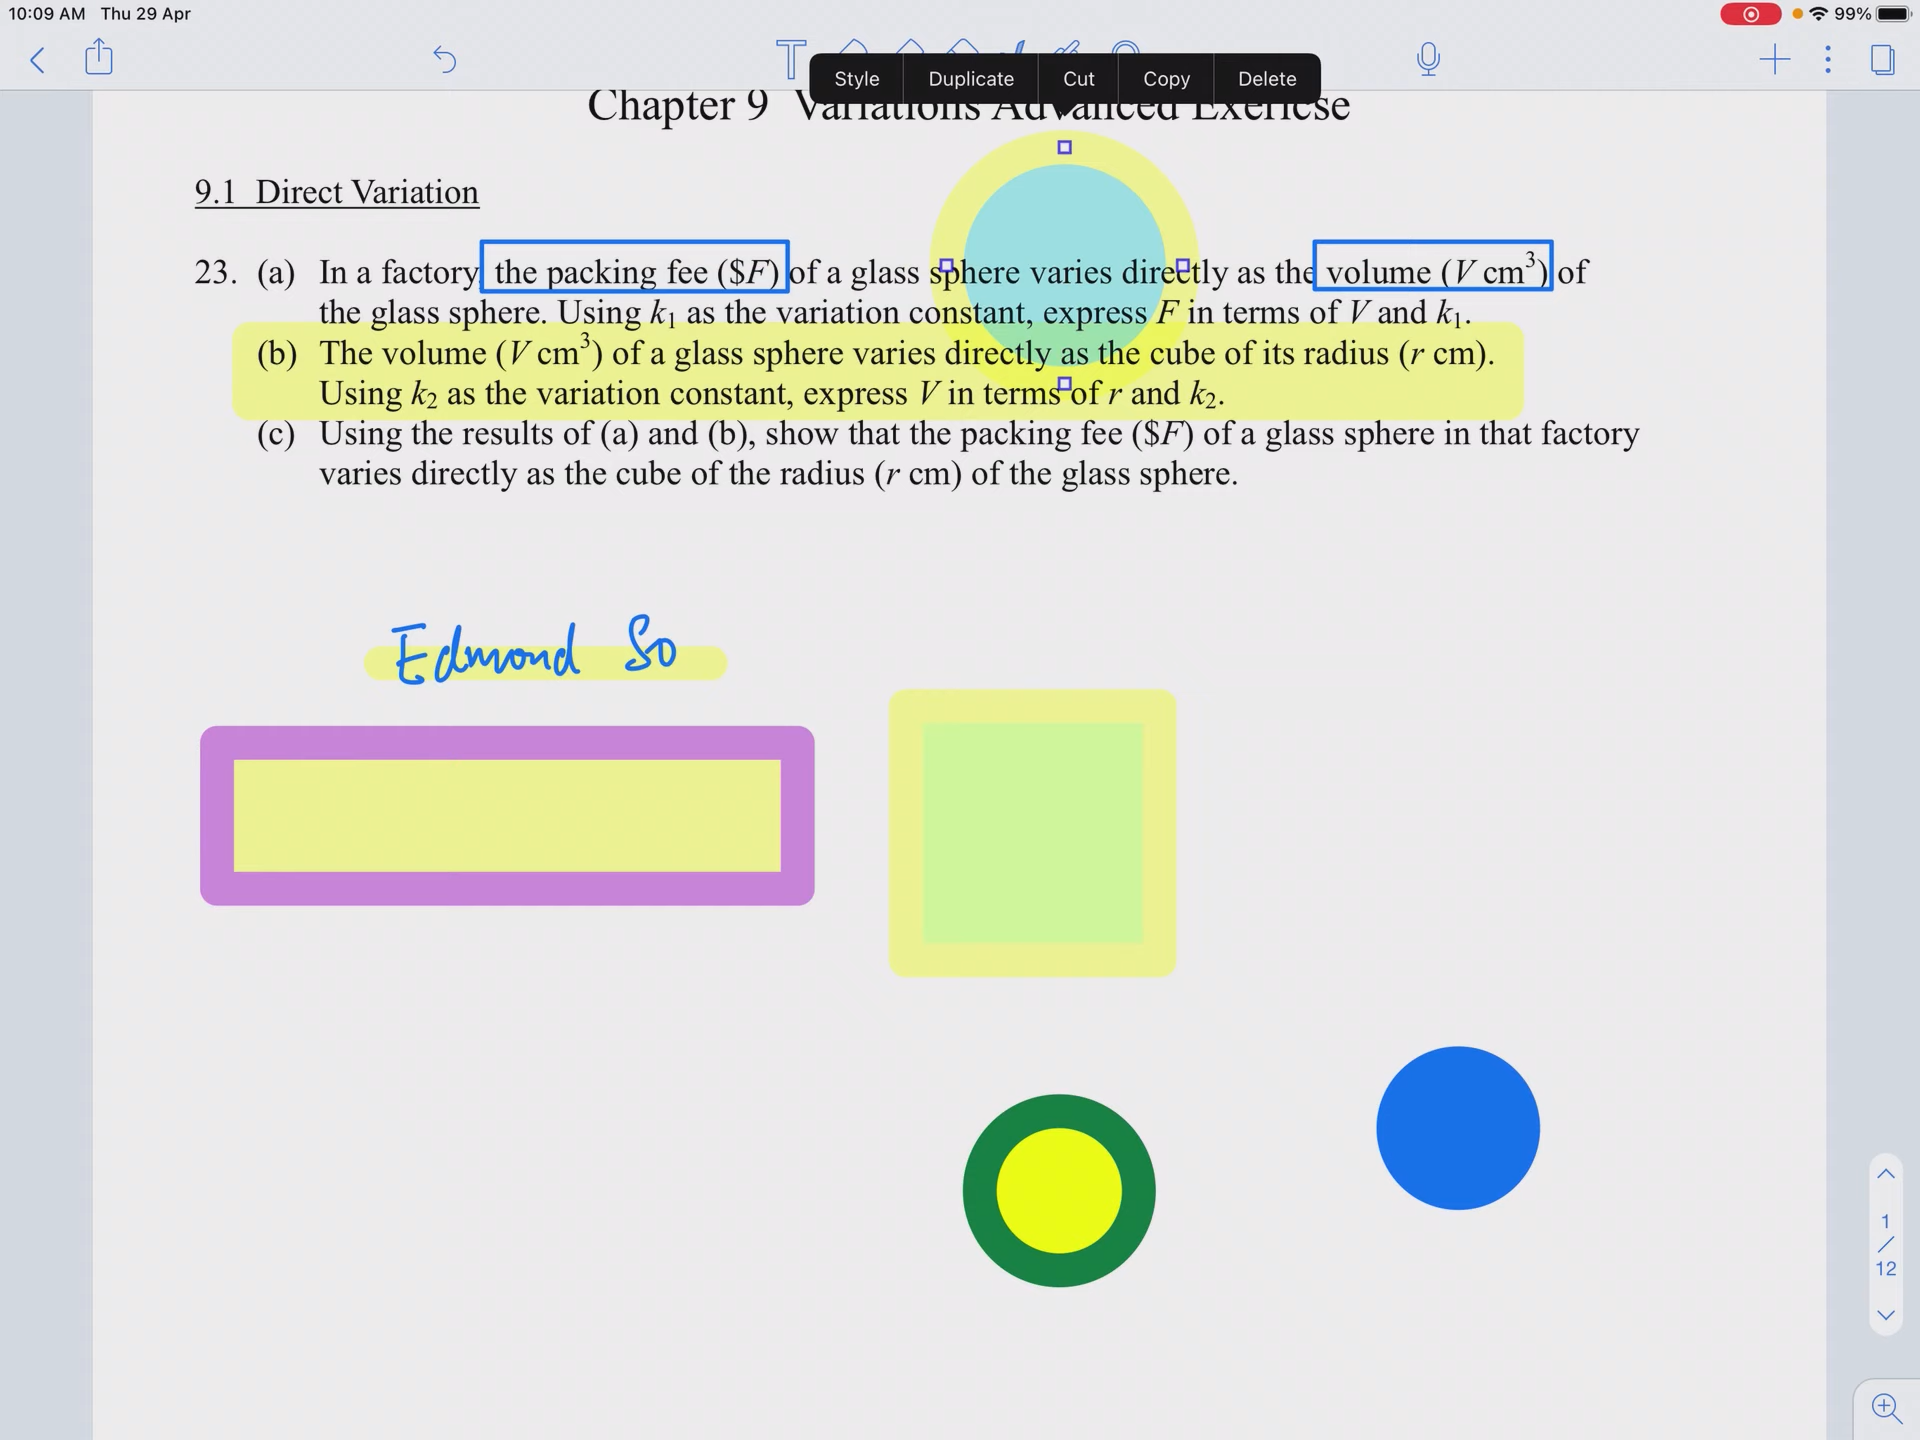 10:09 AM Thu 29 Apr
99%
Style Duplicate Cut Copy Delete
Chapter 9 Variations Advanced Exericse
9.1 Direct Variation
23. (a) In a factory, the packing fee ($F) of a glass sphere varies directly as the volume (V cm³) of
the glass sphere. Using k₁ as the variation constant, express F in terms of V and k₁.
(b) The volume (V cm³) of a glass sphere varies directly as the cube of its radius (r cm).
Using k₂ as the variation constant, express V in terms of r and k₂.
(c) Using the results of (a) and (b), show that the packing fee ($F) of a glass sphere in that factory
varies directly as the cube of the radius (r cm) of the glass sphere.
Edmond So
1
/
12